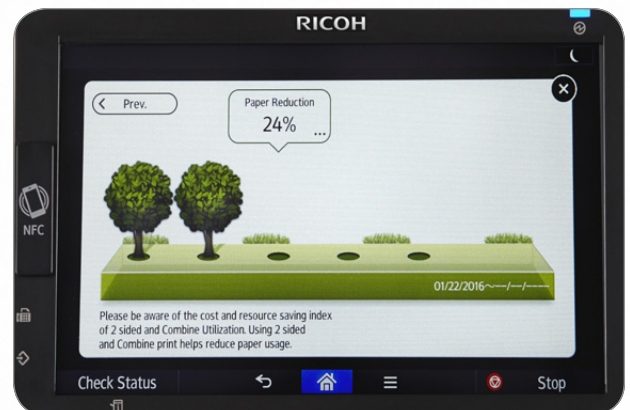 RICOH
Prev.
Paper Reduction
24%
...
NFC
01/22/2016~--/--/----
Please be aware of the cost and resource saving index
of 2 sided and Combine Utilization. Using 2 sided
and Combine print helps reduce paper usage.
Check Status
Stop